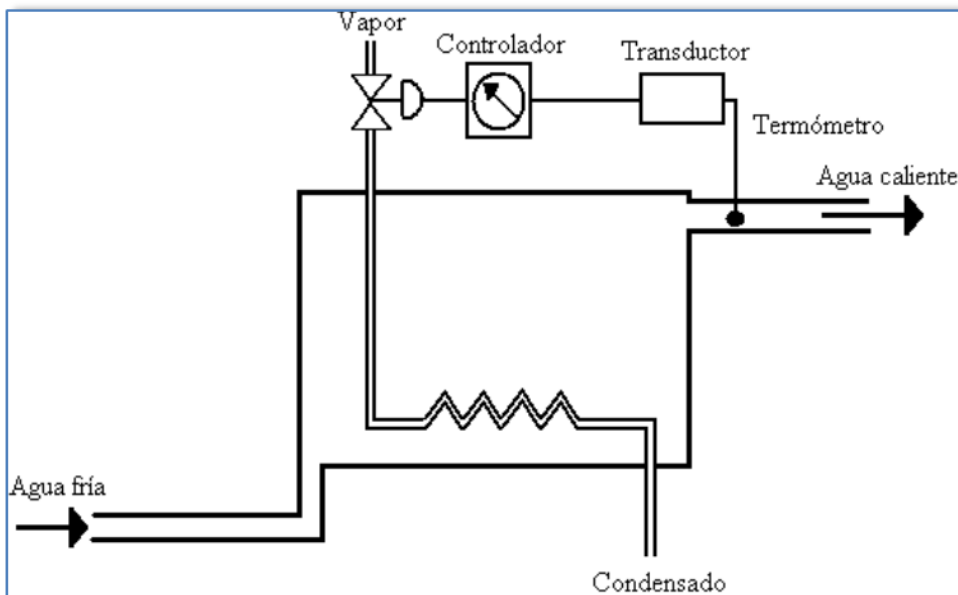 Vapor
Controlador
Transductor
Termómetro
Agua caliente
Agua fría
Condensado